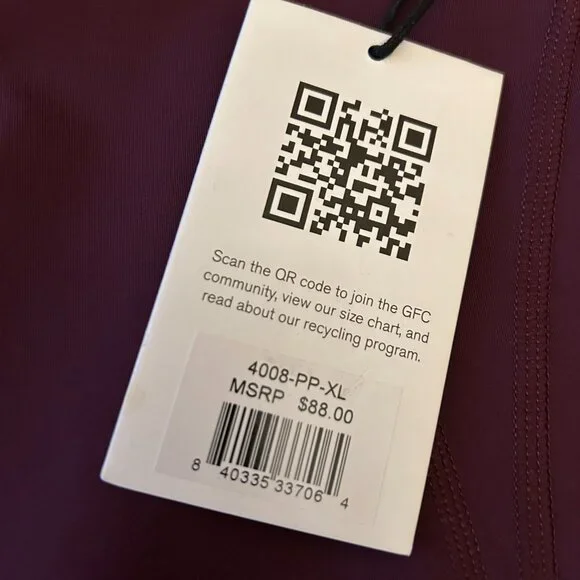 Scan the QR code to join the GFC
community, view our size chart, and
read about our recycling program.
4008-PP-XL
MSRP $88.00
8 40335 33706 4